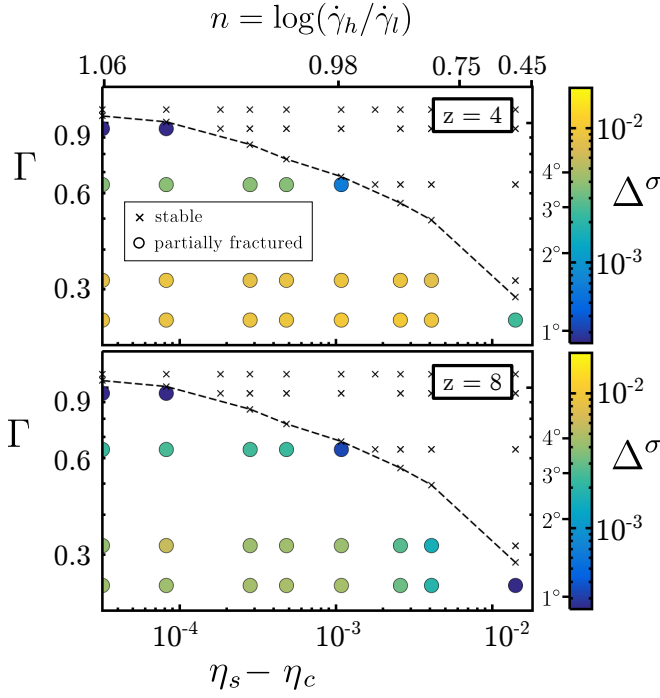 n = log(γ̇_h/γ̇_l)
1.06 0.98 0.75 0.45
z = 4
Γ
0.9
0.6
0.3
× stable
○ partially fractured
4°
3°
2°
1°
10⁻²
10⁻³
Δ^σ
z = 8
Γ
0.9
0.6
0.3
4°
3°
2°
1°
10⁻²
10⁻³
Δ^σ
10⁻⁴ 10⁻³ 10⁻²
η_s − η_c